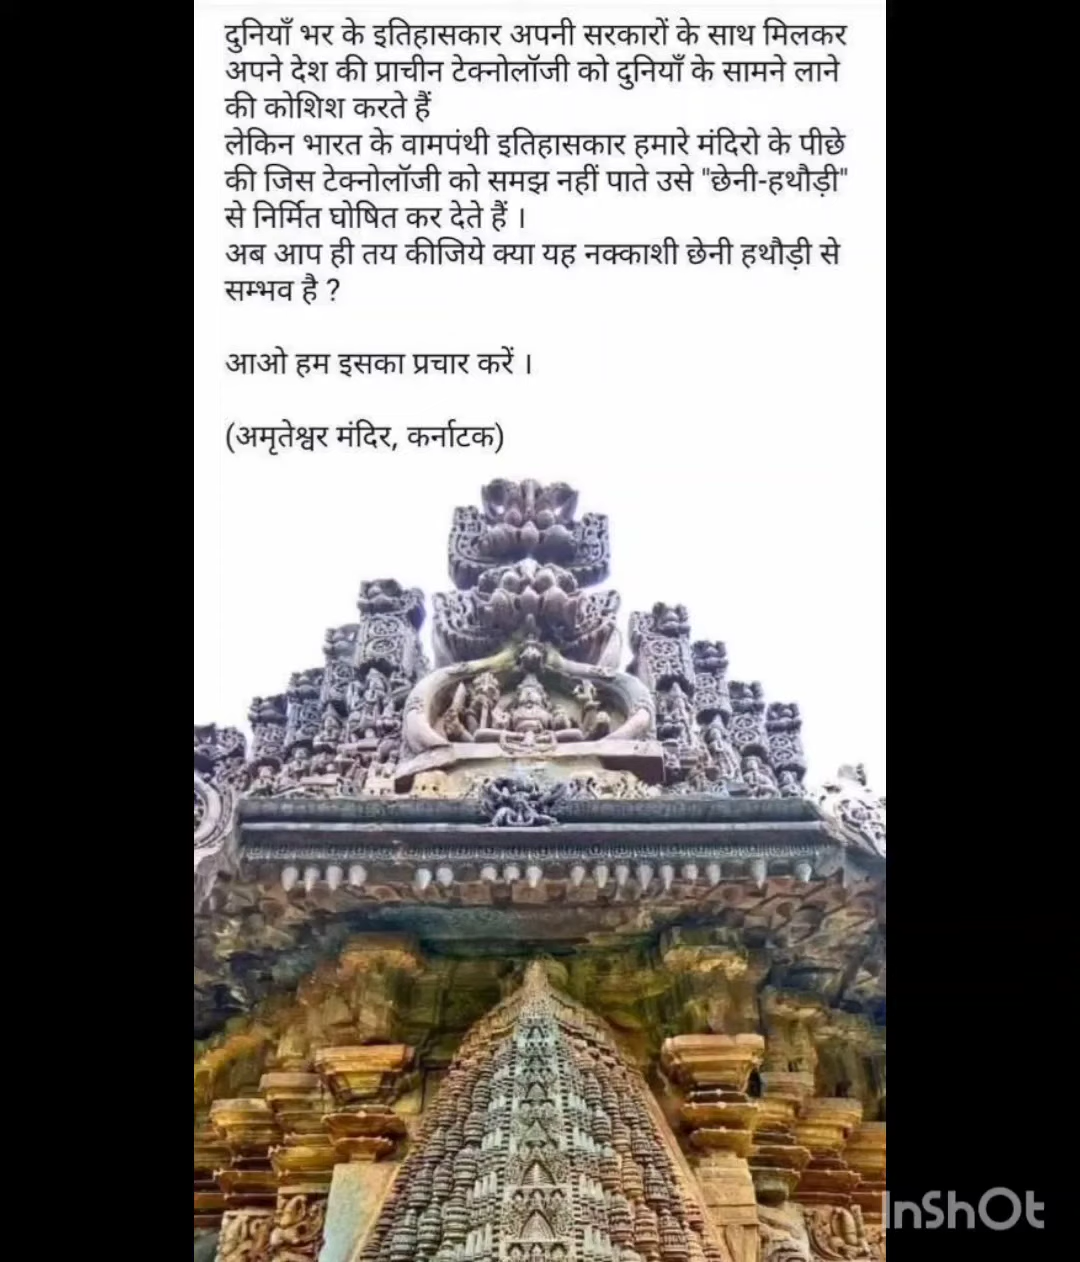 दुनियाँ भर के इतिहासकार अपनी सरकारों के साथ मिलकर
अपने देश की प्राचीन टेक्नोलॉजी को दुनियाँ के सामने लाने
की कोशिश करते हैं
लेकिन भारत के वामपंथी इतिहासकार हमारे मंदिरो के पीछे
की जिस टेक्नोलॉजी को समझ नहीं पाते उसे "छेनी-हथौड़ी"
से निर्मित घोषित कर देते हैं ।
अब आप ही तय कीजिये क्या यह नक्काशी छेनी हथौड़ी से
सम्भव है ?
आओ हम इसका प्रचार करें ।
(अमृतेश्वर मंदिर, कर्नाटक)
InShOt